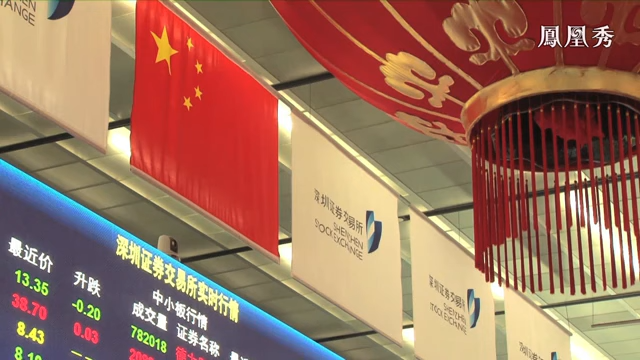 SHENZHEN
EXCHANGE
鳳凰秀
深圳证券交易所
SHENZHEN
STOCK EXCHANGE
深圳证券交易所
SHENZHEN
STOCK EXCHANGE
深圳证券交易所实时行情
中小板行情
最近价 升跌 成交量 证券名称
13.35 -0.20 782018
38.70 0.03
8.43